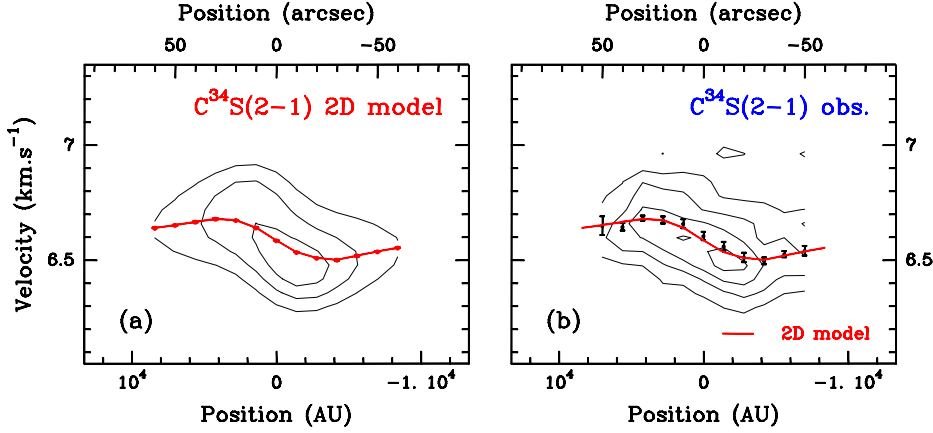 Position (arcsec)
50 0 −50
C³⁴S(2−1) 2D model
7
6.5
Velocity (km.s⁻¹)
(a)
10⁴ 0 −1. 10⁴
Position (AU)
Position (arcsec)
50 0 −50
C³⁴S(2−1) obs.
7
6.5
(b)
2D model
10⁴ 0 −1. 10⁴
Position (AU)